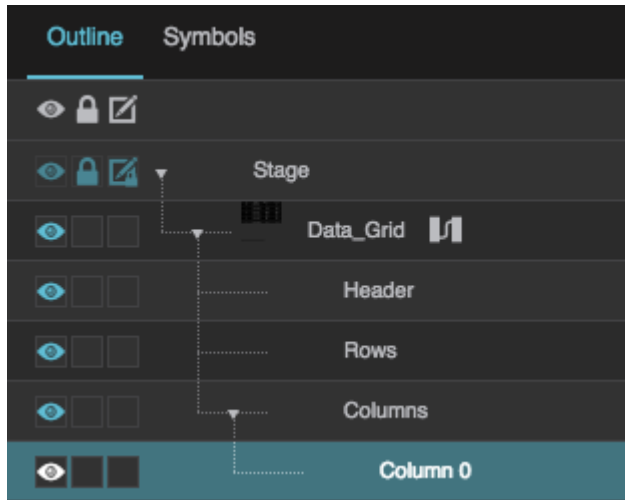 Outline Symbols
Stage
Data_Grid
Header
Rows
Columns
Column 0